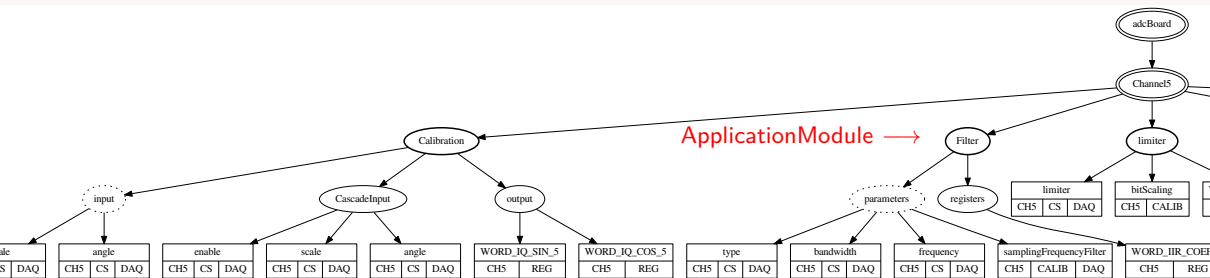 adcBoard
Channel5
ApplicationModule ⟶
Calibration
Filter
limiter
input
CascadeInput
output
parameters
registers
limiter
CH5 CS DAQ
bitScaling
CH5 CALIB
DAQ
angle
CH5 CS DAQ
enable
CH5 CS DAQ
scale
CH5 CS DAQ
angle
CH5 CS DAQ
WORD_IQ_SIN_5
CH5 REG
WORD_IQ_COS_5
CH5 REG
type
CH5 CS DAQ
bandwidth
CH5 CS DAQ
frequency
CH5 CS DAQ
samplingFrequencyFilter
CH5 CALIB DAQ
CH5 REG